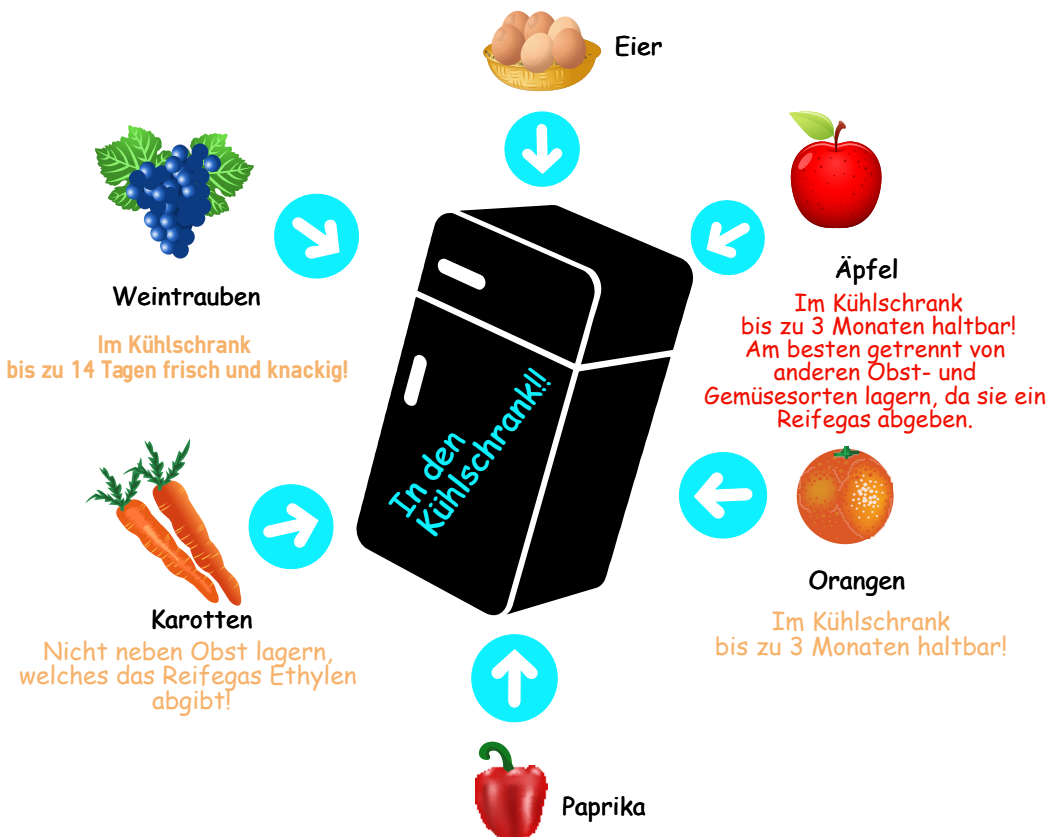 Eier
Weintrauben
Im Kühlschrank
bis zu 14 Tagen frisch und knackig!
Äpfel
Im Kühlschrank
bis zu 3 Monaten haltbar!
Am besten getrennt von
anderen Obst- und
Gemüsesorten lagern, da sie ein
Reifegas abgeben.
In den
Kühlschrank!!
Karotten
Nicht neben Obst lagern,
welches das Reifegas Ethylen
abgibt!
Orangen
Im Kühlschrank
bis zu 3 Monaten haltbar!
Paprika